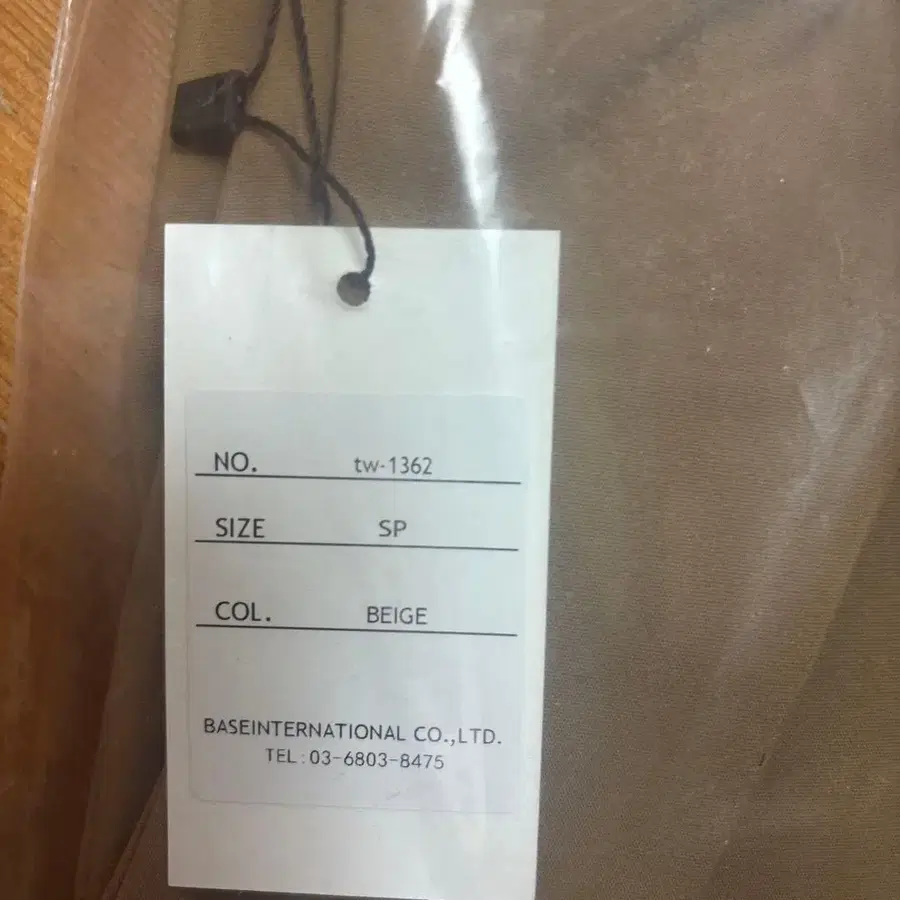 NO. tw-1362
SIZE SP
COL. BEIGE
BASEINTERNATIONAL CO.,LTD.
TEL:03-6803-8475